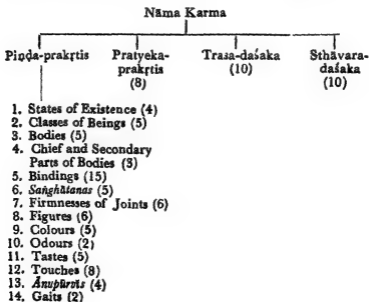 Nāma Karma
Piṇḍa-prakṛtis Pratyeka- Trasa-daśaka Sthāvara-
prakṛtis (10) daśaka
(8) (10)
1. States of Existence (4)
2. Classes of Beings (5)
3. Bodies (5)
4. Chief and Secondary
Parts of Bodies (3)
5. Bindings (15)
6. Saṅghātanas (5)
7. Firmnesses of Joints (6)
8. Figures (6)
9. Colours (5)
10. Odours (2)
11. Tastes (5)
12. Touches (8)
13. Ānupūrvīs (4)
14. Gaits (2)